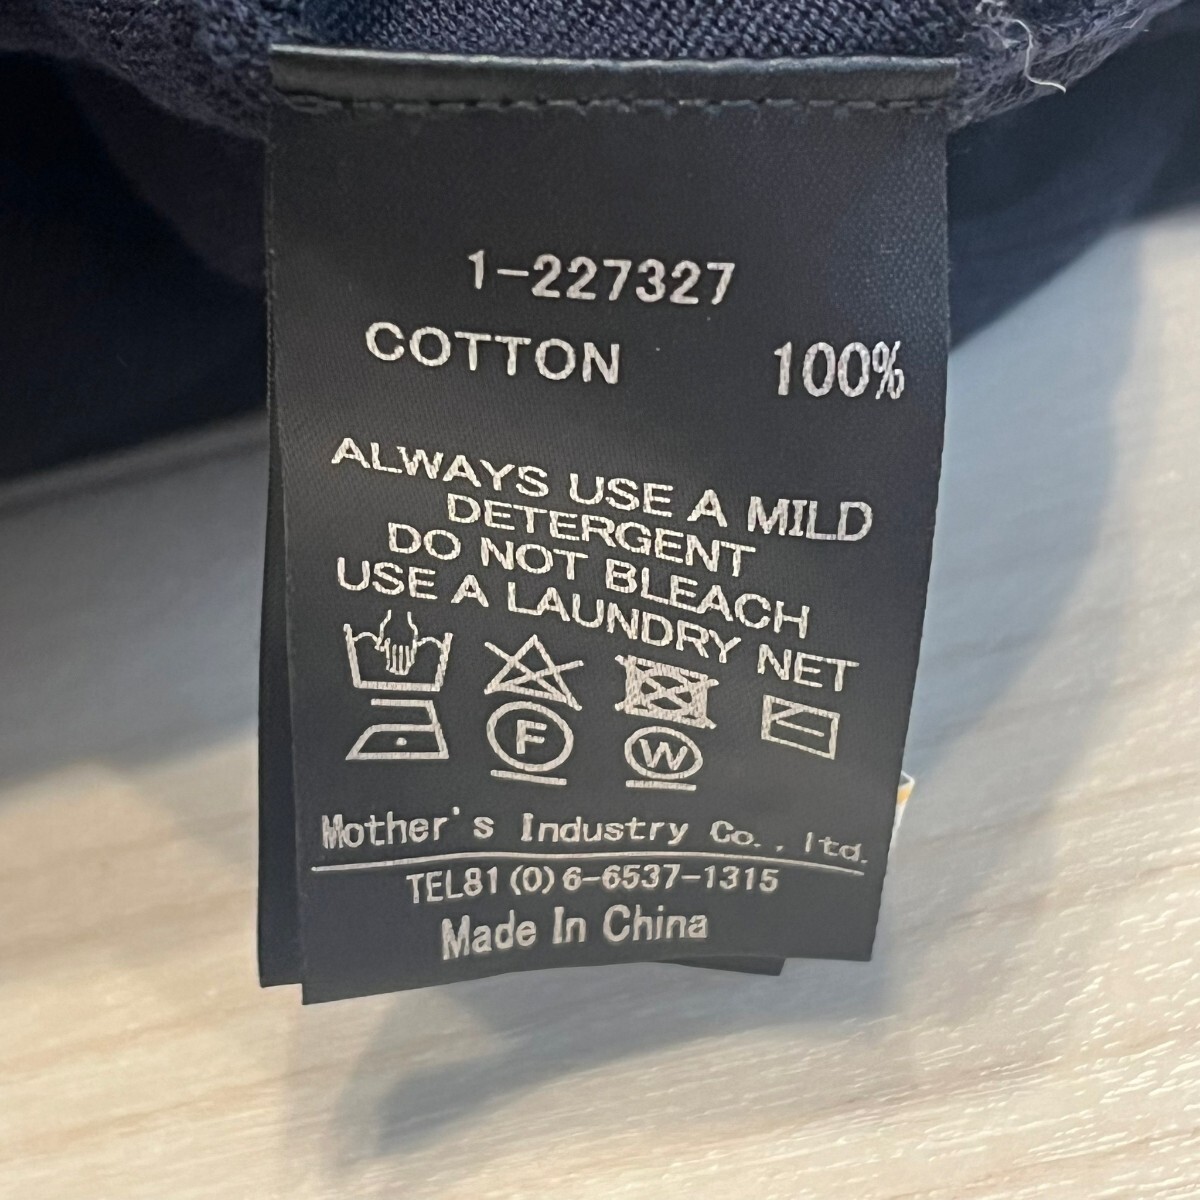 1-227327
COTTON 100%
ALWAYS USE A MILD
DETERGENT
DO NOT BLEACH
USE A LAUNDRY NET
F W
Mother's Industry Co., ltd.
TEL81(0)6-6537-1315
Made In China